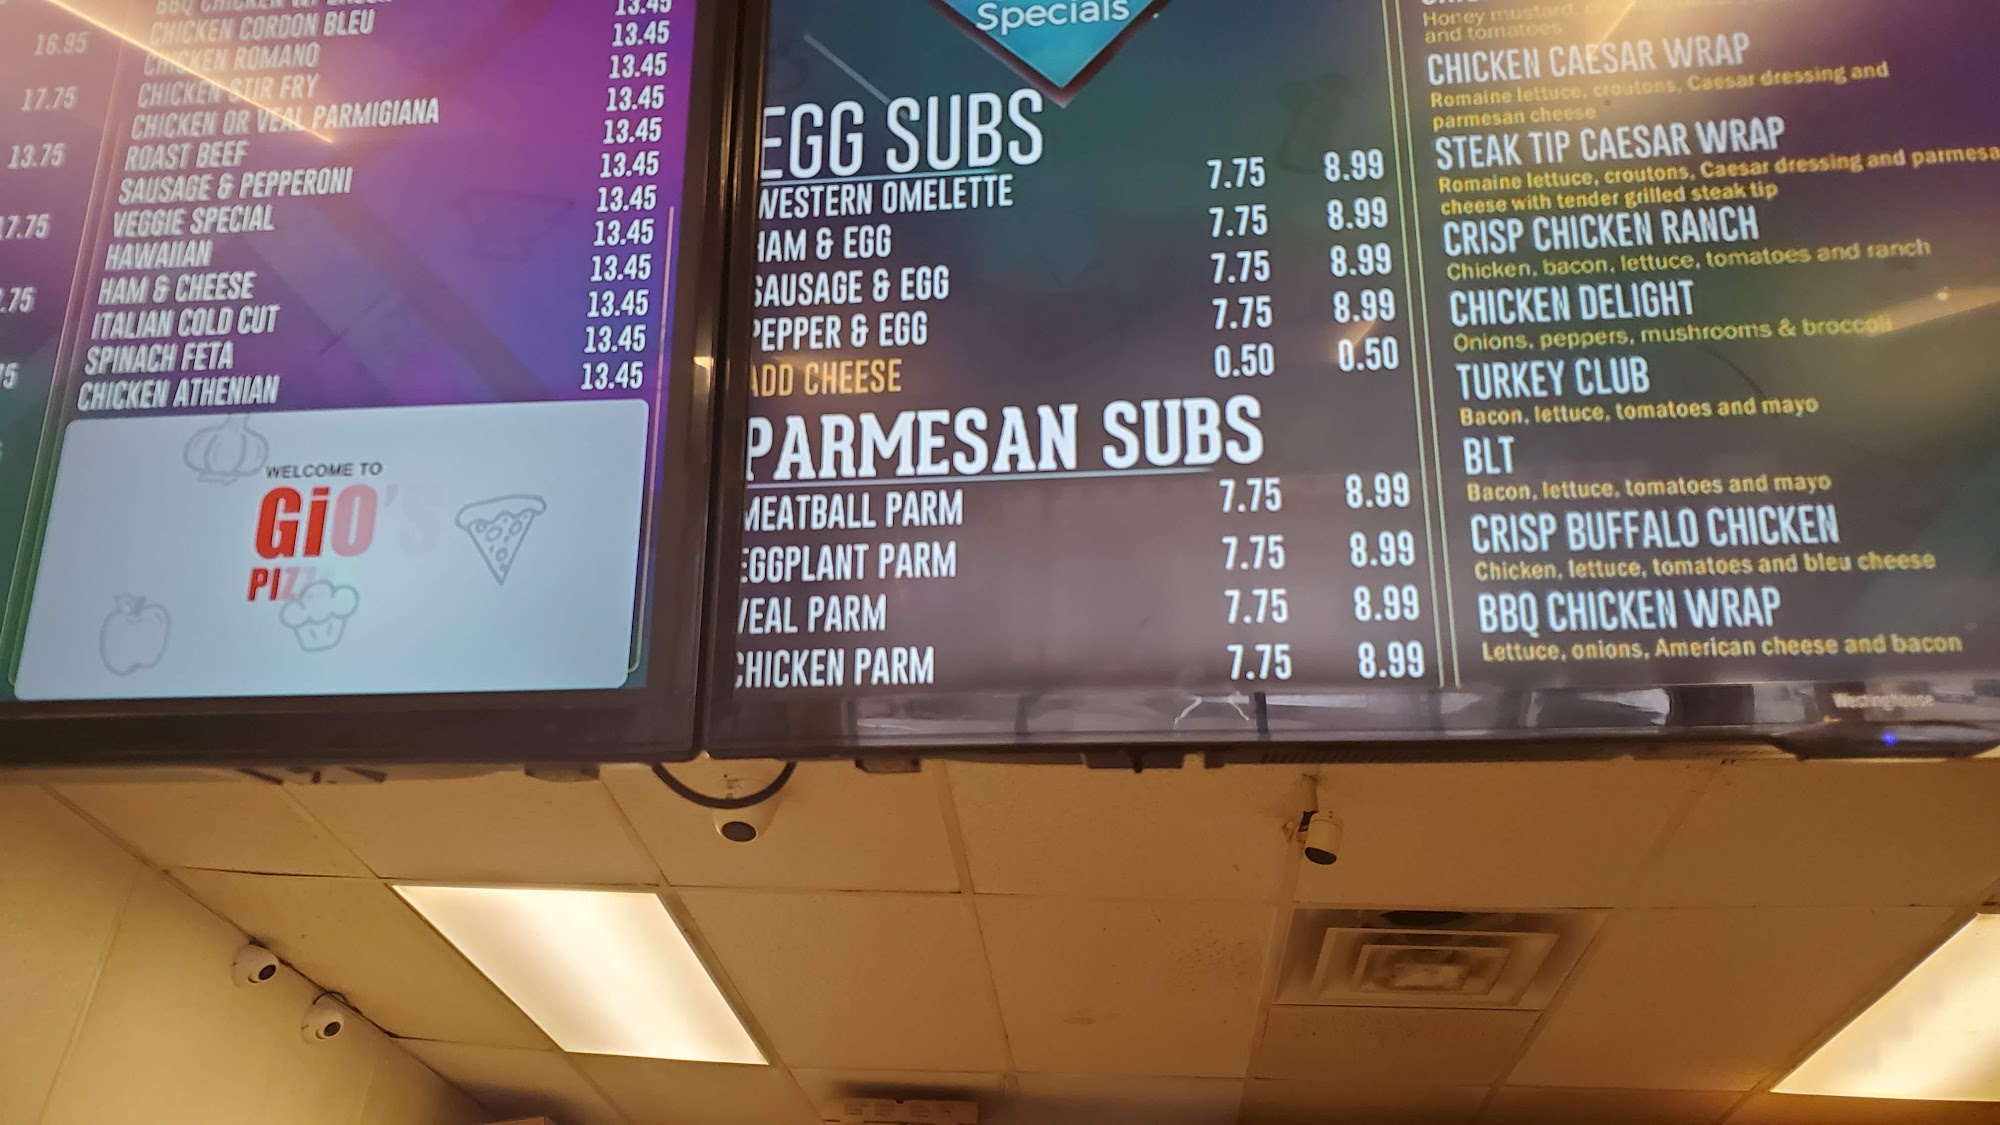 16.95
17.75
13.75
17.75
.75
75
13.45
CHICKEN CORDON BLEU 13.45
CHICKEN ROMANO 13.45
CHICKEN STIR FRY 13.45
CHICKEN OR VEAL PARMIGIANA 13.45
ROAST BEEF 13.45
SAUSAGE & PEPPERONI 13.45
VEGGIE SPECIAL 13.45
HAWAIIAN 13.45
HAM & CHEESE 13.45
ITALIAN COLD CUT 13.45
SPINACH FETA 13.45
CHICKEN ATHENIAN
WELCOME TO
GiO'S
PIZZ
Specials
EGG SUBS
WESTERN OMELETTE 7.75 8.99
HAM & EGG 7.75 8.99
SAUSAGE & EGG 7.75 8.99
PEPPER & EGG 7.75 8.99
ADD CHEESE 0.50 0.50
PARMESAN SUBS
MEATBALL PARM 7.75 8.99
EGGPLANT PARM 7.75 8.99
VEAL PARM 7.75 8.99
CHICKEN PARM 7.75 8.99
Honey mustard,
and tomatoes
CHICKEN CAESAR WRAP
Romaine lettuce, croutons, Caesar dressing and
parmesan cheese
STEAK TIP CAESAR WRAP
Romaine lettuce, croutons, Caesar dressing and parmesa
cheese with tender grilled steak tip
CRISP CHICKEN RANCH
Chicken, bacon, lettuce, tomatoes and ranch
CHICKEN DELIGHT
Onions, peppers, mushrooms & broccoli
TURKEY CLUB
Bacon, lettuce, tomatoes and mayo
BLT
Bacon, lettuce, tomatoes and mayo
CRISP BUFFALO CHICKEN
Chicken, lettuce, tomatoes and bleu cheese
BBQ CHICKEN WRAP
Lettuce, onions, American cheese and bacon
Westinghouse